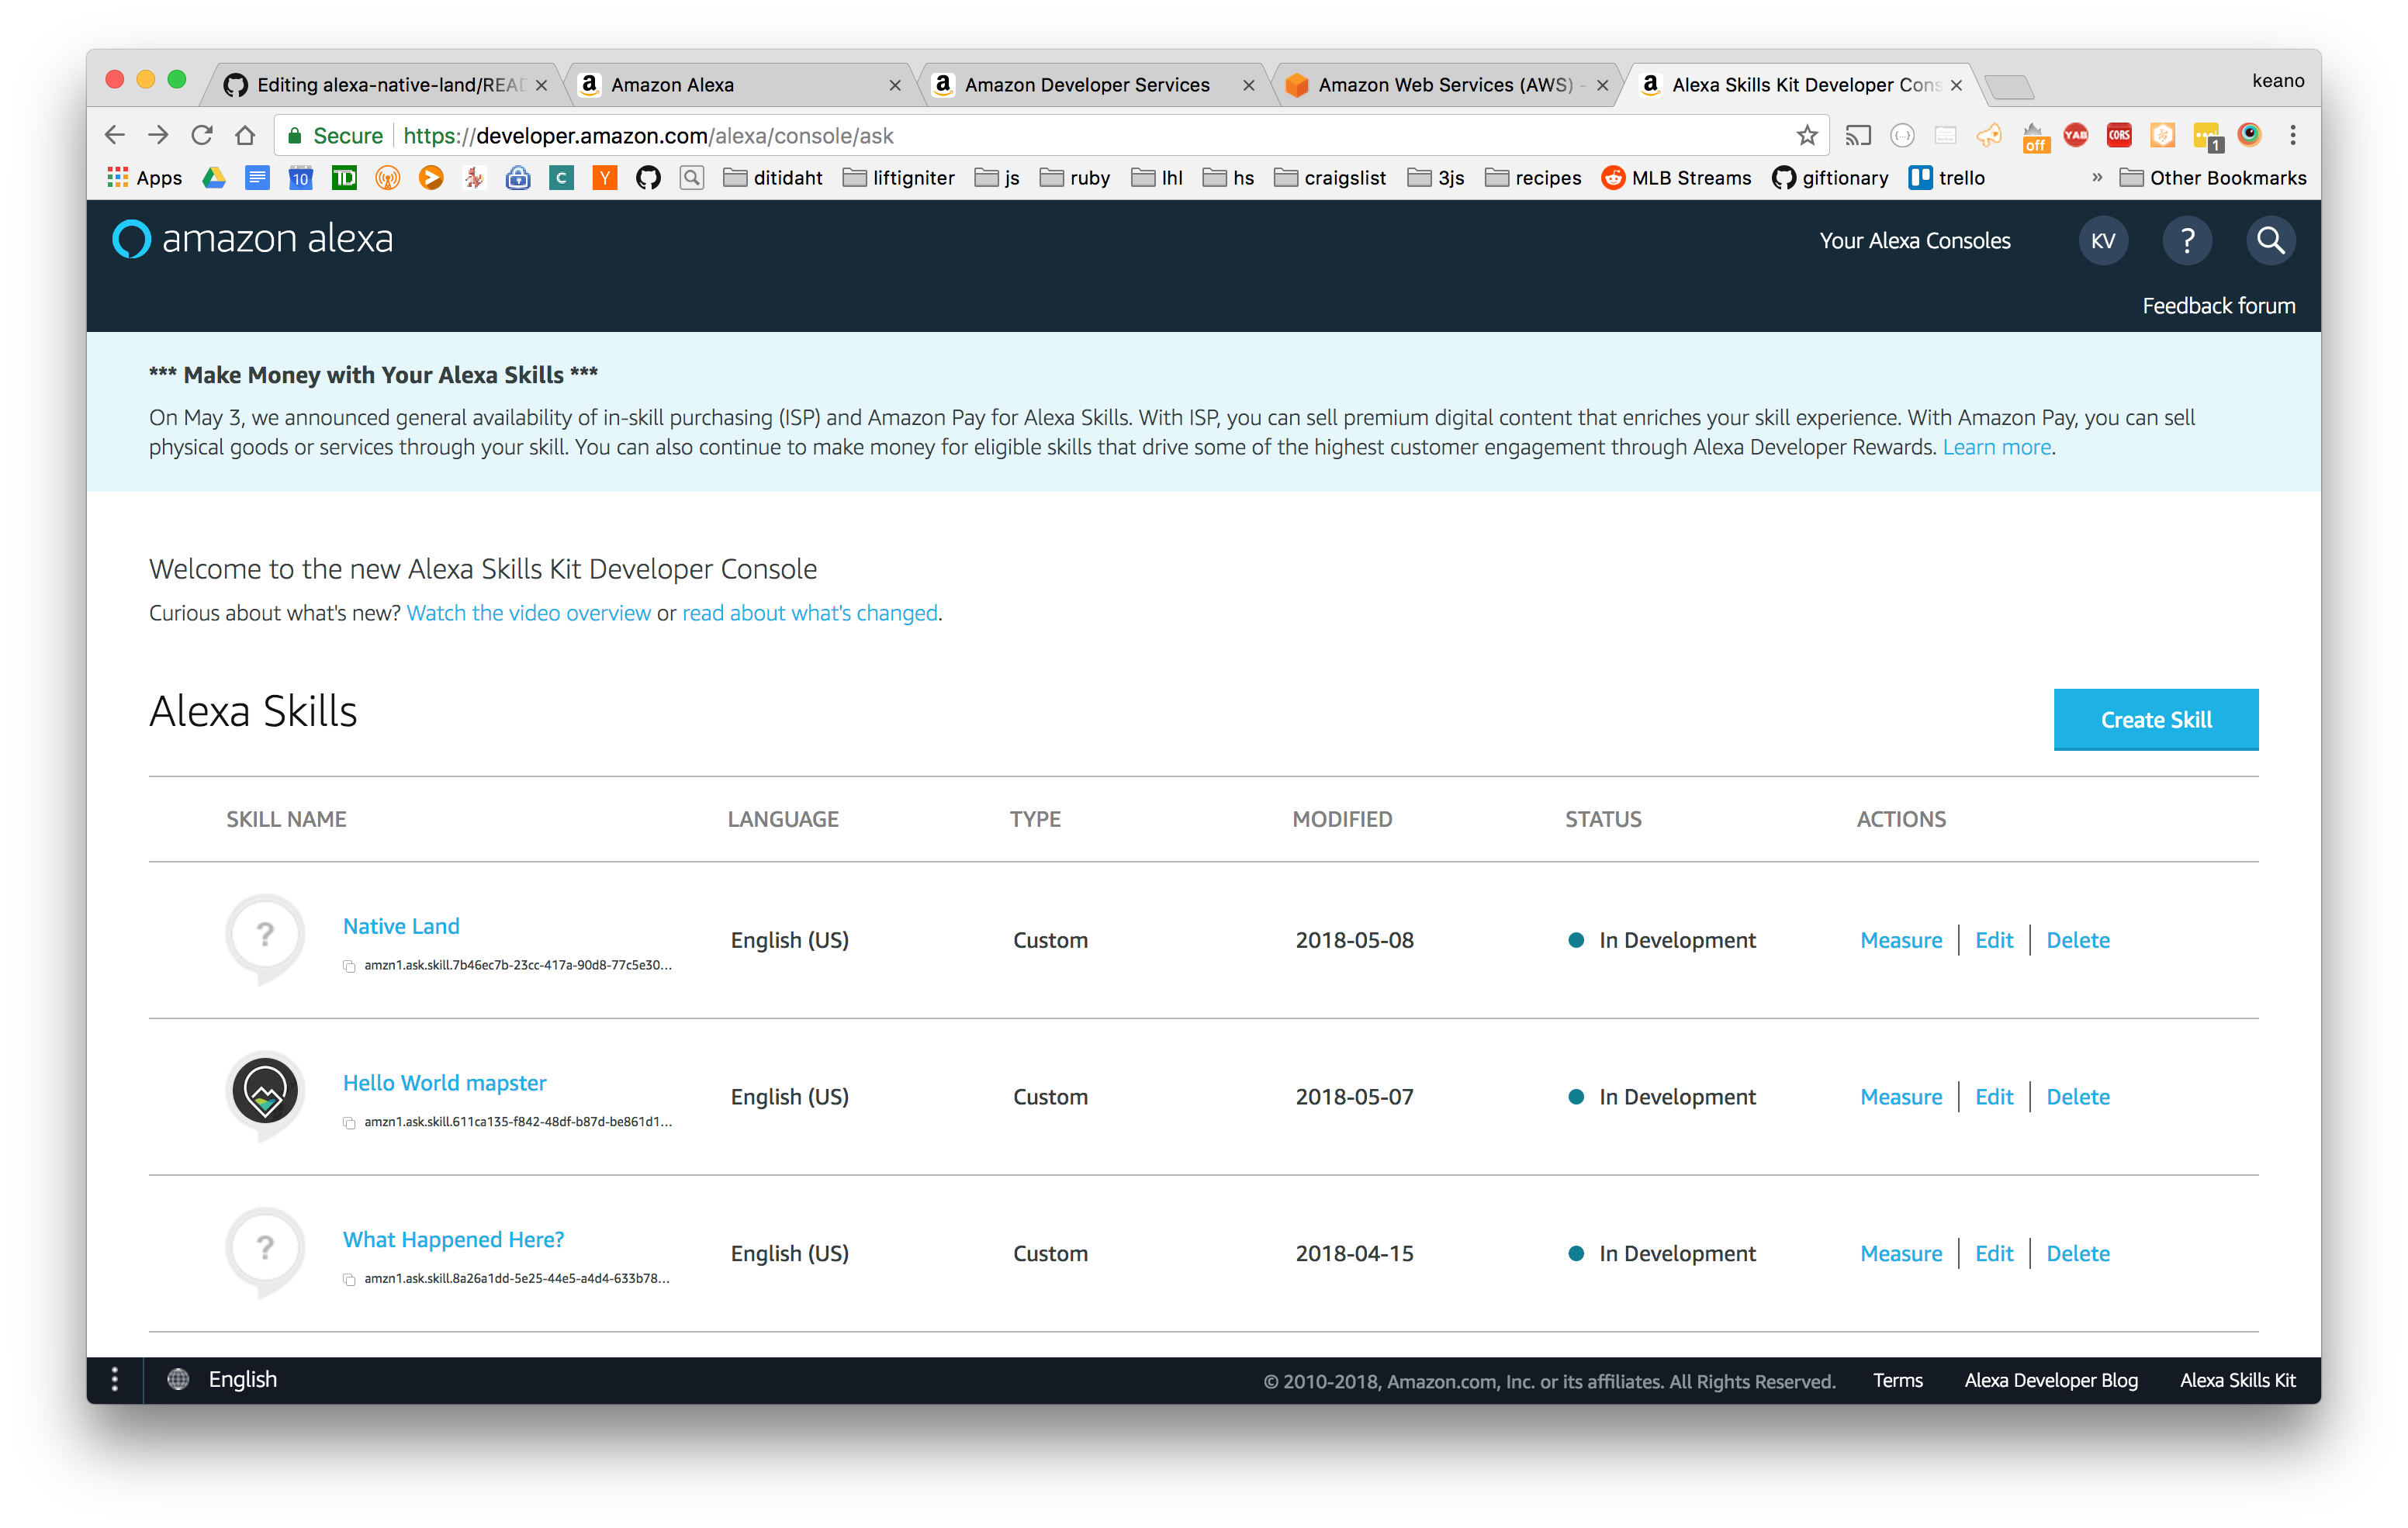 Editing alexa-native-land/READ
Amazon Alexa
Amazon Developer Services
Amazon Web Services (AWS) -
Alexa Skills Kit Developer Cons
keano
Secure
https://developer.amazon.com/alexa/console/ask
off
YAB
CORS
1
Apps
10
TD
C
Y
ditidaht
liftigniter
js
ruby
lhl
hs
craigslist
3js
recipes
MLB Streams
giftionary
trello
»
Other Bookmarks
amazon alexa
Your Alexa Consoles
KV
?
Feedback forum
*** Make Money with Your Alexa Skills ***
On May 3, we announced general availability of in-skill purchasing (ISP) and Amazon Pay for Alexa Skills. With ISP, you can sell premium digital content that enriches your skill experience. With Amazon Pay, you can sell
physical goods or services through your skill. You can also continue to make money for eligible skills that drive some of the highest customer engagement through Alexa Developer Rewards. Learn more.
Welcome to the new Alexa Skills Kit Developer Console
Curious about what's new? Watch the video overview or read about what's changed.
Alexa Skills
Create Skill
SKILL NAME LANGUAGE TYPE MODIFIED STATUS ACTIONS
?
Native Land
amzn1.ask.skill.7b46ec7b-23cc-417a-90d8-77c5e30...
English (US) Custom 2018-05-08 In Development Measure Edit Delete
Hello World mapster
amzn1.ask.skill.611ca135-f842-48df-b87d-be861d1...
English (US) Custom 2018-05-07 In Development Measure Edit Delete
?
What Happened Here?
amzn1.ask.skill.8a26a1dd-5e25-44e5-a4d4-633b78...
English (US) Custom 2018-04-15 In Development Measure Edit Delete
English
© 2010-2018, Amazon.com, Inc. or its affiliates. All Rights Reserved.
Terms
Alexa Developer Blog
Alexa Skills Kit